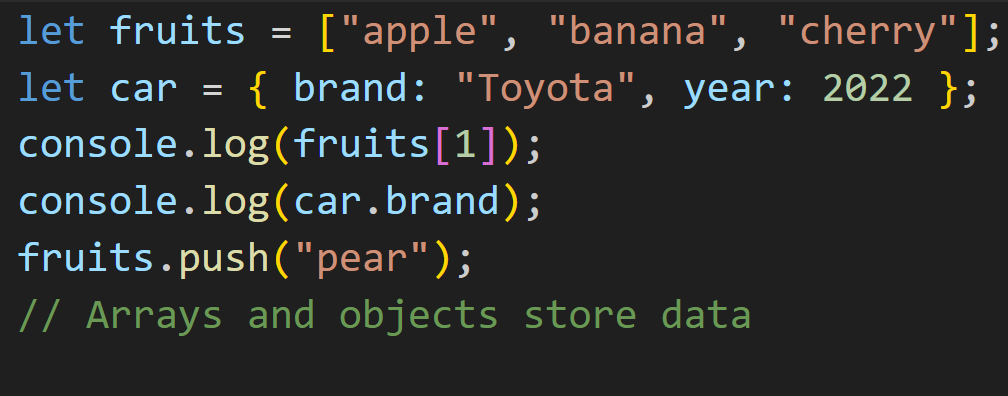 let fruits = ["apple", "banana", "cherry"];
let car = { brand: "Toyota", year: 2022 };
console.log(fruits[1]);
console.log(car.brand);
fruits.push("pear");
// Arrays and objects store data